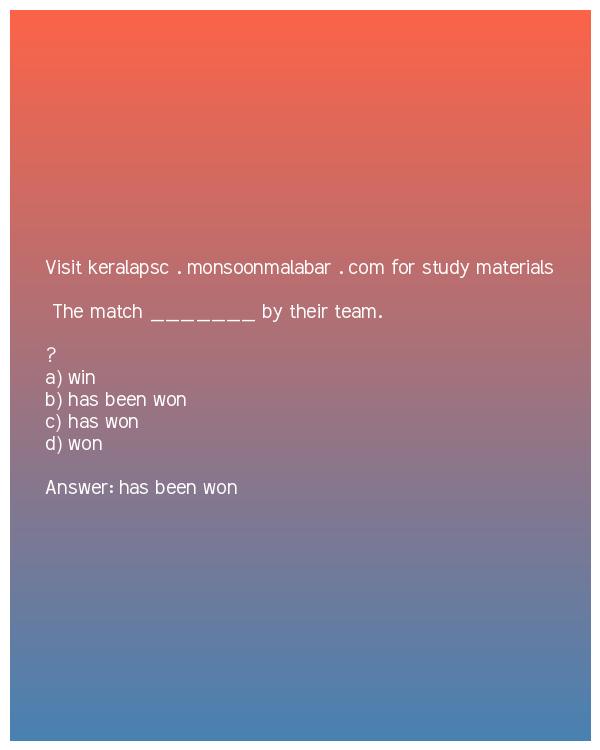 Visit keralapsc . monsoonmalabar . com for study materials
The match _______ by their team.
?
a) win
b) has been won
c) has won
d) won
Answer: has been won